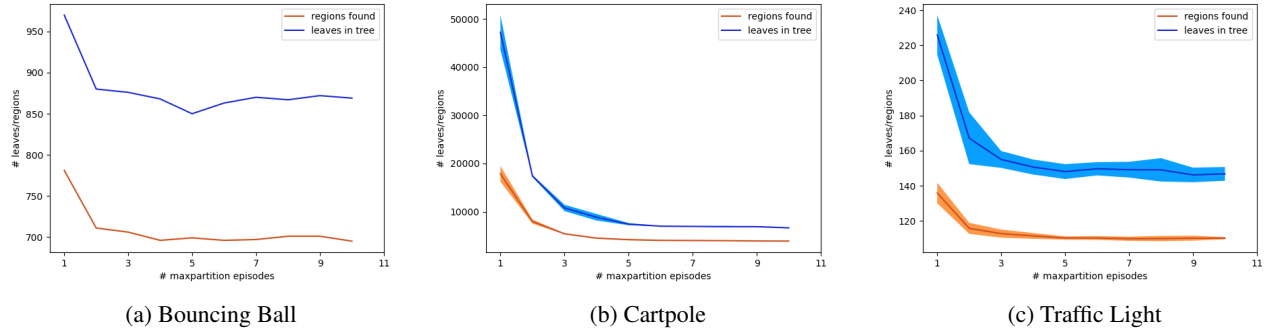 regions found
leaves in tree
# leaves/regions
950
900
850
800
750
700
1
3
5
7
9
11
# maxpartition episodes
(a) Bouncing Ball
regions found
leaves in tree
# leaves/regions
50000
40000
30000
20000
10000
1
3
5
7
9
11
# maxpartition episodes
(b) Cartpole
regions found
leaves in tree
# leaves/regions
240
220
200
180
160
140
120
1
3
5
7
9
11
# maxpartition episodes
(c) Traffic Light